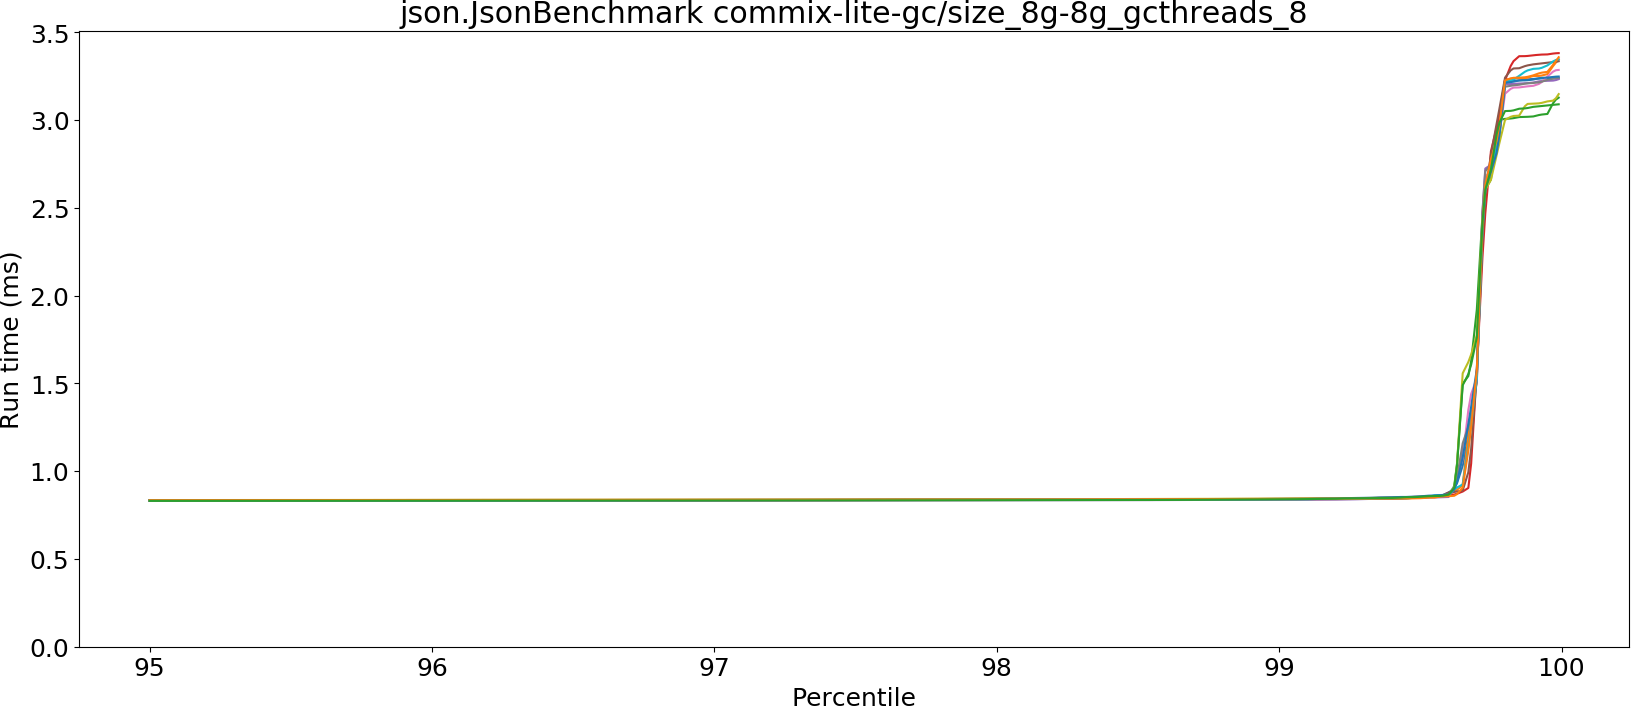 json.JsonBenchmark commix-lite-gc/size_8g-8g_gcthreads_8
3.5
3.0
2.5
2.0
1.5
1.0
0.5
0.0
Run time (ms)
95 96 97 98 99 100
Percentile